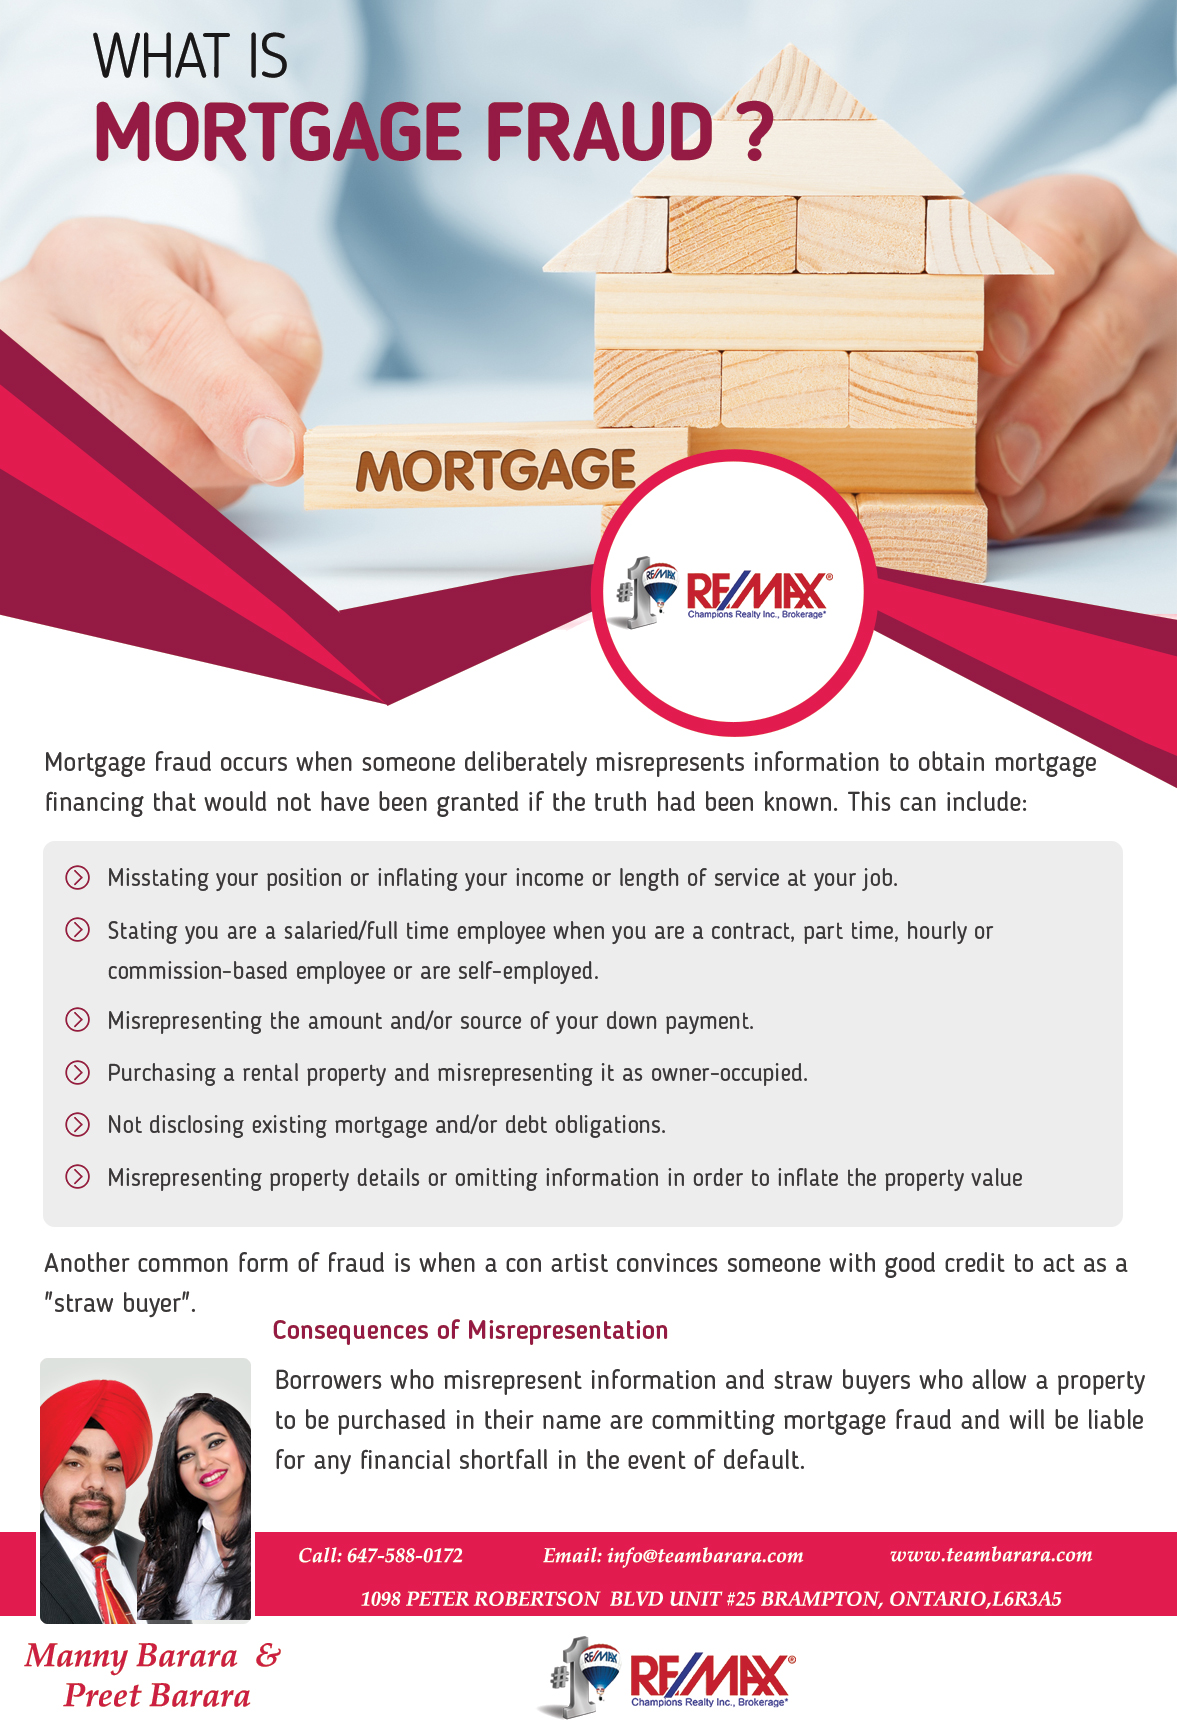 WHAT IS
MORTGAGE FRAUD ?
MORTGAGE
#1 RE/MAX RE/MAX®
Champions Realty Inc., Brokerage*
Mortgage fraud occurs when someone deliberately misrepresents information to obtain mortgage
financing that would not have been granted if the truth had been known. This can include:
Misstating your position or inflating your income or length of service at your job.
Stating you are a salaried/full time employee when you are a contract, part time, hourly or
commission-based employee or are self-employed.
Misrepresenting the amount and/or source of your down payment.
Purchasing a rental property and misrepresenting it as owner-occupied.
Not disclosing existing mortgage and/or debt obligations.
Misrepresenting property details or omitting information in order to inflate the property value
Another common form of fraud is when a con artist convinces someone with good credit to act as a
"straw buyer".
Consequences of Misrepresentation
Borrowers who misrepresent information and straw buyers who allow a property
to be purchased in their name are committing mortgage fraud and will be liable
for any financial shortfall in the event of default.
Call: 647-588-0172 Email: info@teambarara.com www.teambarara.com
1098 PETER ROBERTSON BLVD UNIT #25 BRAMPTON, ONTARIO,L6R3A5
Manny Barara &
Preet Barara
#1 RE/MAX RE/MAX®
Champions Realty Inc., Brokerage*